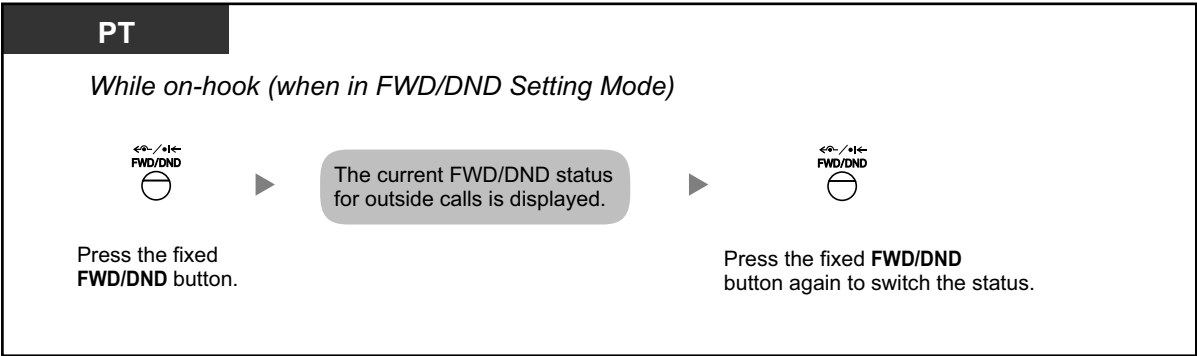 PT
While on-hook (when in FWD/DND Setting Mode)
FWD/DND
The current FWD/DND status
for outside calls is displayed.
FWD/DND
Press the fixed
FWD/DND button.
Press the fixed FWD/DND
button again to switch the status.